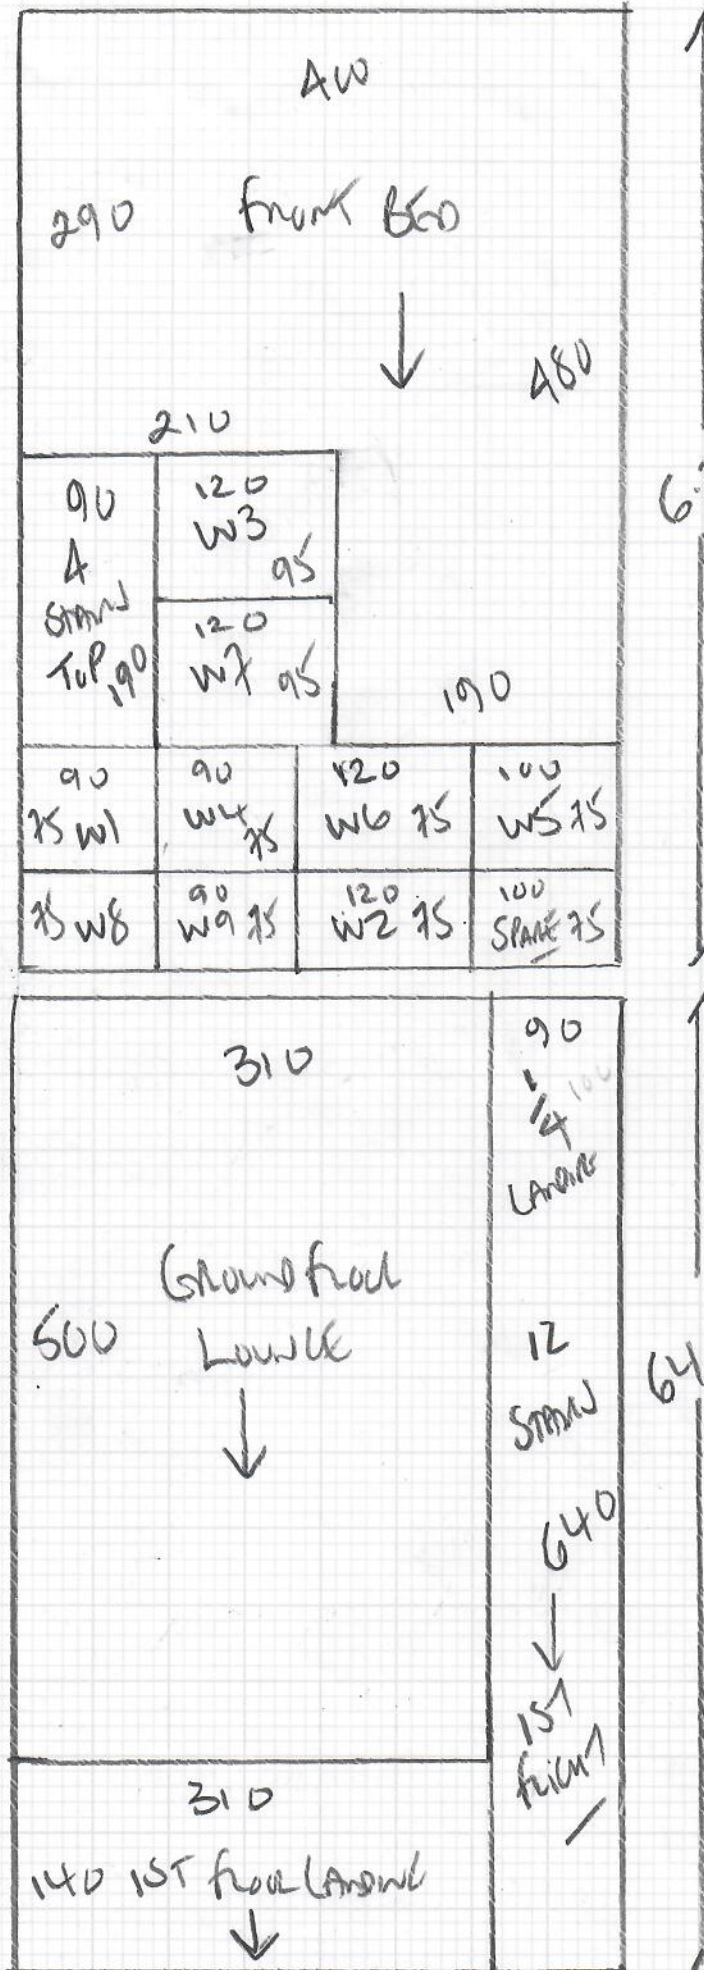 400
290 FRONT BED
480
210
90
4
STAIRS
TOP 190
120
W3
95
120
W7 95
190
6.
90
75 W1
90
W4
75
120
W6 75
100
W5 75
75 W8
90
W9 75
120
W2 75
100
SPARE 75
310
90
1/4 100
LANDING
500 GROUND FLOOR
LOUNGE
12
STAIRS
64
640
1ST
FLIGHT
310
140 1ST FLOOR LANDING